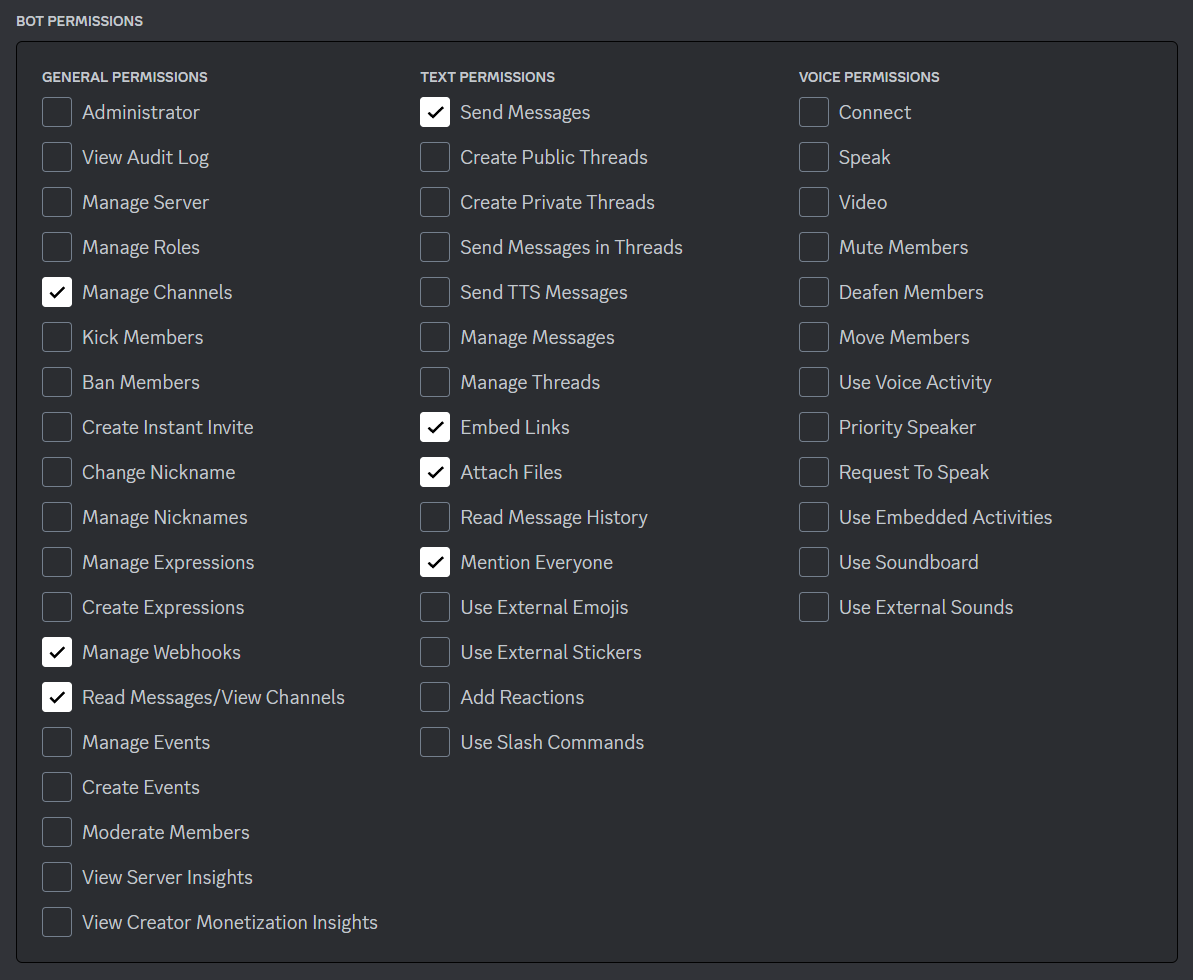 BOT PERMISSIONS
GENERAL PERMISSIONS
Administrator
View Audit Log
Manage Server
Manage Roles
Manage Channels
Kick Members
Ban Members
Create Instant Invite
Change Nickname
Manage Nicknames
Manage Expressions
Create Expressions
Manage Webhooks
Read Messages/View Channels
Manage Events
Create Events
Moderate Members
View Server Insights
View Creator Monetization Insights
TEXT PERMISSIONS
Send Messages
Create Public Threads
Create Private Threads
Send Messages in Threads
Send TTS Messages
Manage Messages
Manage Threads
Embed Links
Attach Files
Read Message History
Mention Everyone
Use External Emojis
Use External Stickers
Add Reactions
Use Slash Commands
VOICE PERMISSIONS
Connect
Speak
Video
Mute Members
Deafen Members
Move Members
Use Voice Activity
Priority Speaker
Request To Speak
Use Embedded Activities
Use Soundboard
Use External Sounds